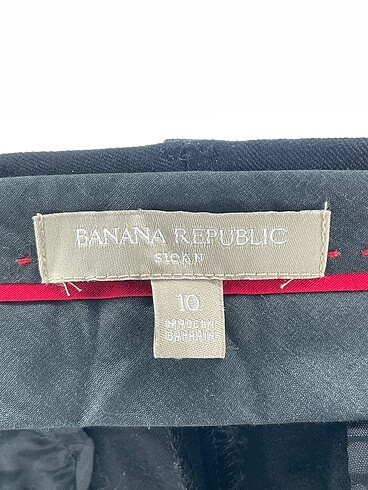 BANANA REPUBLIC
SLOAN
10
MADE IN
BAHRAIN